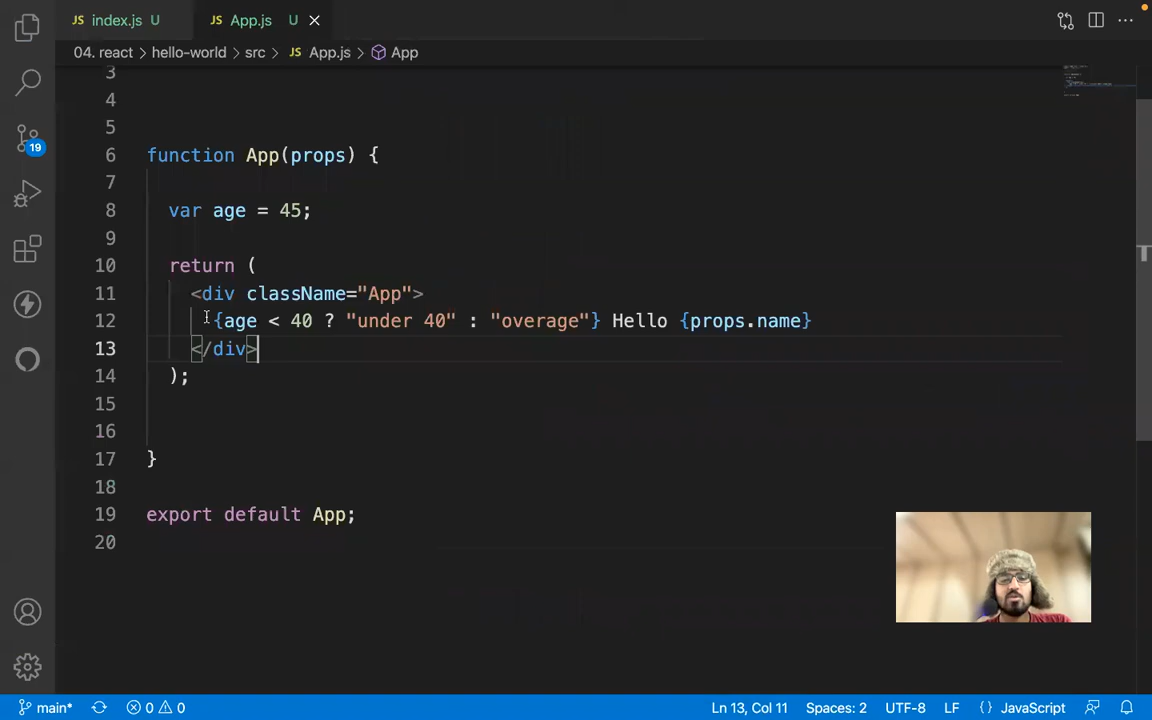 index.js U App.js U
04. react > hello-world > src > JS App.js > App
3
4
5
6 function App(props) {
7
8 var age = 45;
9
10 return (
11 <div className="App">
12 {age < 40 ? "under 40" : "overage"} Hello {props.name}
13 </div>
14 );
15
16
17 }
18
19 export default App;
20
19
main* 0 0 Ln 13, Col 11 Spaces: 2 UTF-8 LF {} JavaScript